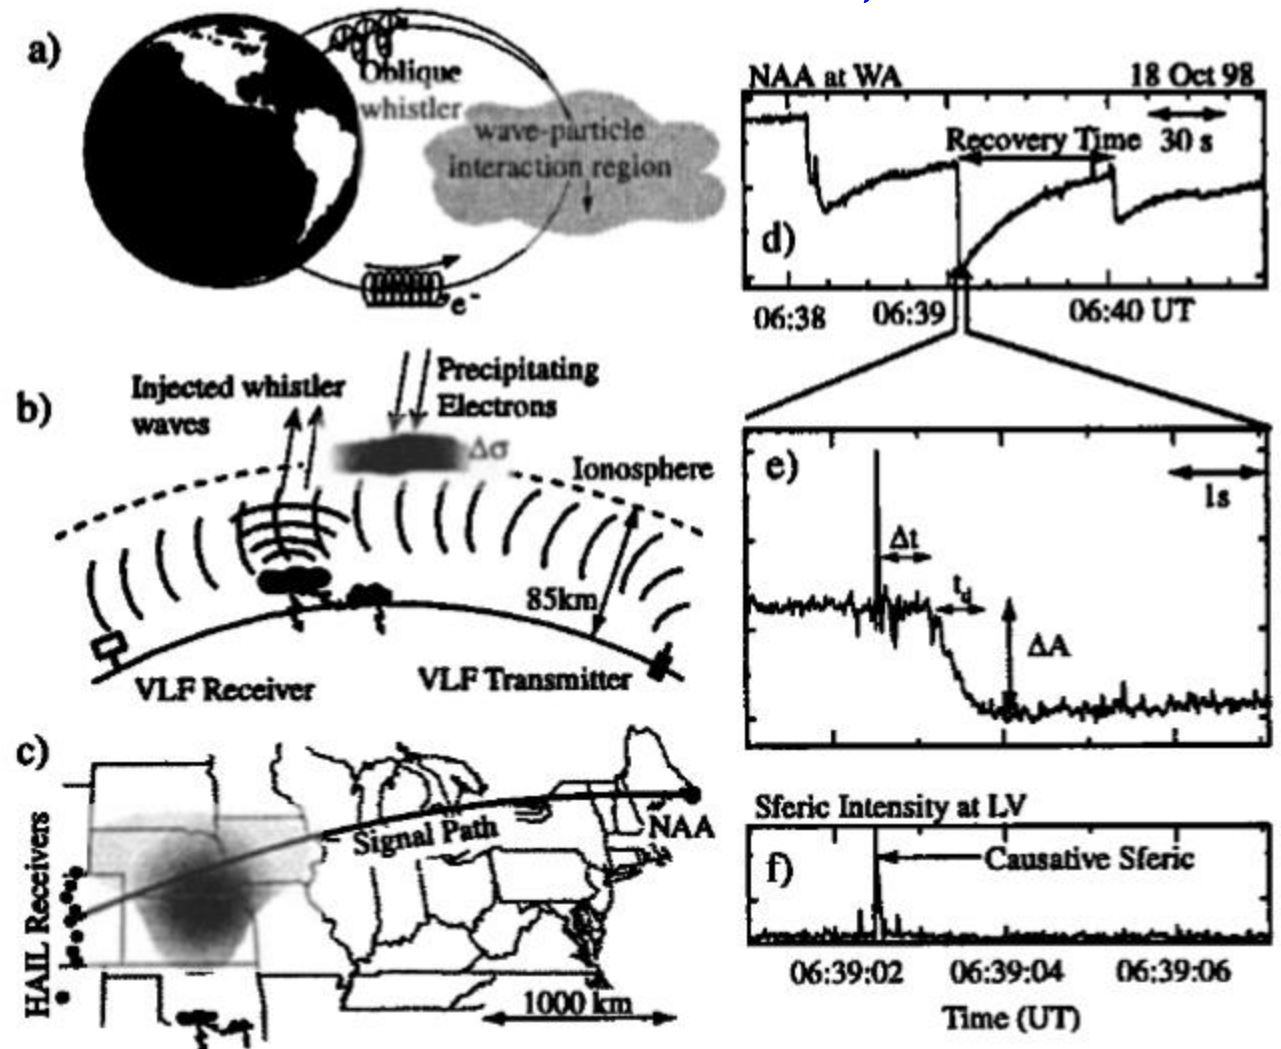 a)
Oblique
whistler
wave-particle
interaction region
e⁻
b)
Injected whistler
waves
Precipitating
Electrons
Δσ
Ionosphere
85km
VLF Receiver
VLF Transmitter
c)
HAIL Receivers
Signal Path
NAA
1000 km
NAA at WA 18 Oct 98
Recovery Time 30 s
d)
06:38 06:39 06:40 UT
e)
1s
Δt
t_d
ΔA
Sferic Intensity at LV
f)
Causative Sferic
06:39:02 06:39:04 06:39:06
Time (UT)